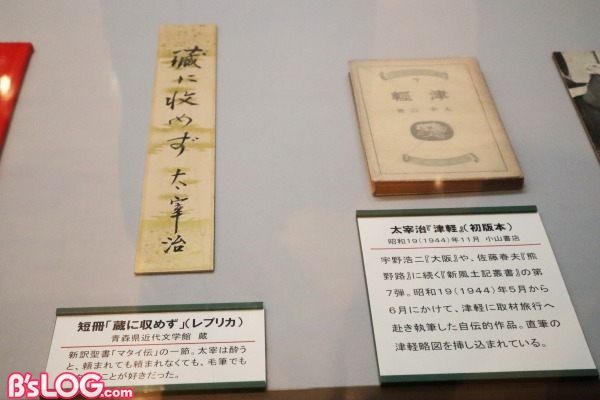 蔵に收めず 太宰治
7
津輕
太宰治著
短冊「蔵に収めず」(レプリカ)
青森県近代文学館 蔵
新訳聖書「マタイ伝」の一節。太宰は酔う
と、頼まれても頼まれなくても、毛筆でも
ことが好きだった。
太宰治『津軽』(初版本)
昭和19(1944)年11月 小山書店
宇野浩二『大阪』や、佐藤春夫『熊
野路』に続く『新風土記叢書』の第
7弾。昭和19(1944)年5月から
6月にかけて、津軽に取材旅行へ
赴き執筆した自伝的作品。直筆の
津軽略図を挿し込まれている。
B'sLOG.com